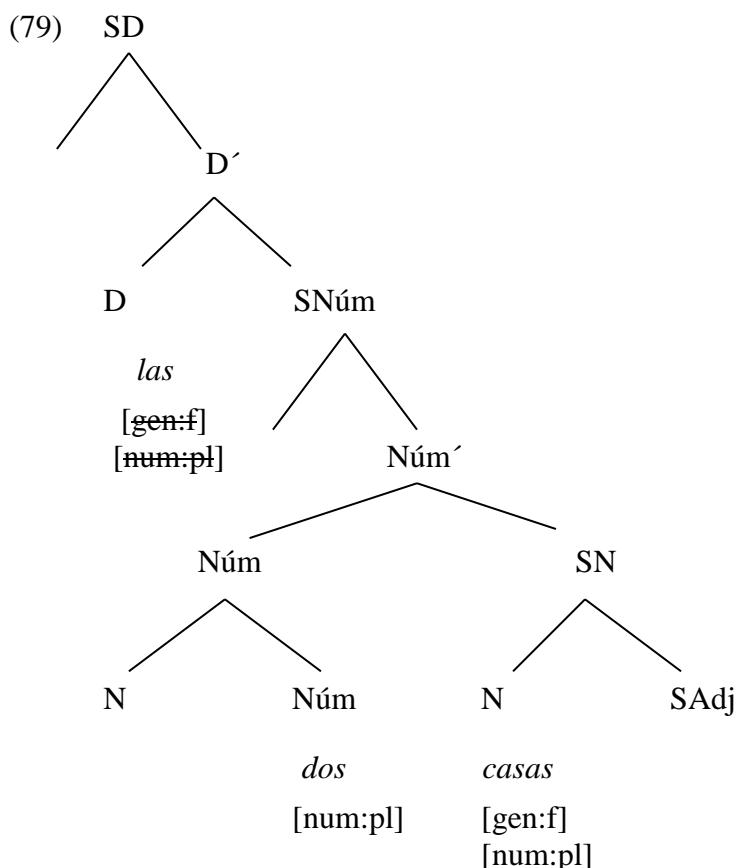 (79) SD
D´
D SNúm
las
[gen:f]
[num:pl] Núm´
Núm SN
N Núm N SAdj
dos casas
[num:pl] [gen:f]
[num:pl]